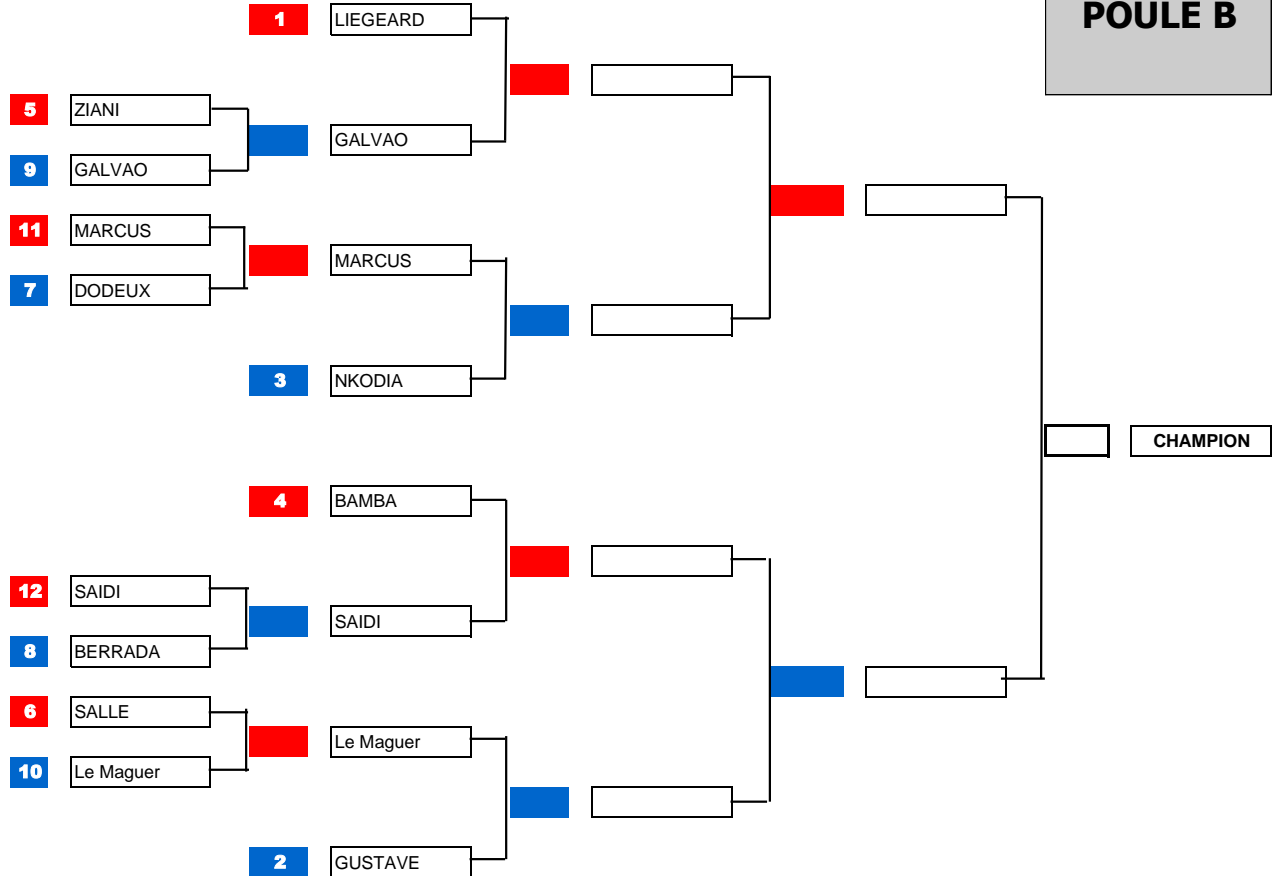 POULE B
1 LIEGEARD
5 ZIANI
GALVAO
9 GALVAO
11 MARCUS
MARCUS
7 DODEUX
3 NKODIA
CHAMPION
4 BAMBA
12 SAIDI
SAIDI
8 BERRADA
6 SALLE
Le Maguer
10 Le Maguer
2 GUSTAVE